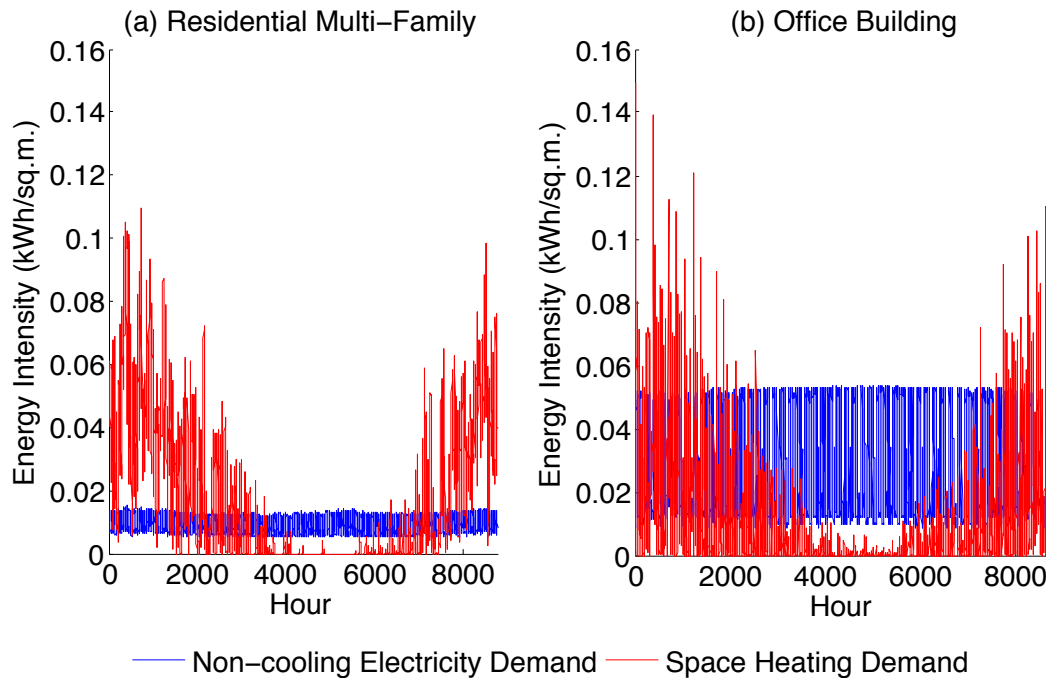 (a) Residential Multi−Family
(b) Office Building
Energy Intensity (kWh/sq.m.)
0.16
0.14
0.12
0.1
0.08
0.06
0.04
0.02
0
0 2000 4000 6000 8000
Hour
Energy Intensity (kWh/sq.m.)
0.16
0.14
0.12
0.1
0.08
0.06
0.04
0.02
0
0 2000 4000 6000 8000
Hour
Non−cooling Electricity Demand
Space Heating Demand